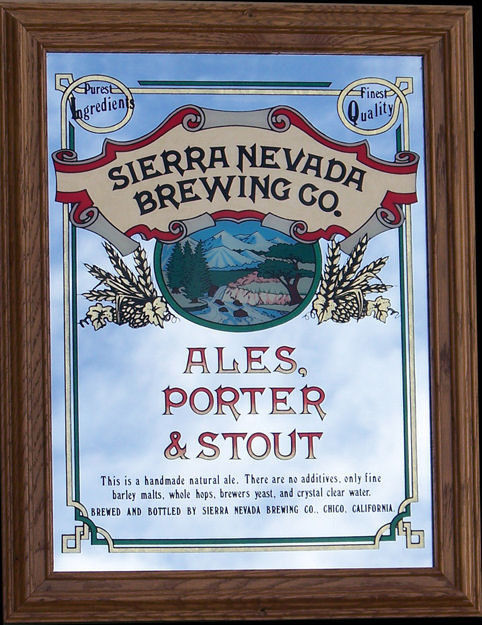 Purest
Ingredients
Finest
Quality
SIERRA NEVADA
BREWING CO.
ALES,
PORTER
& STOUT
This is a handmade natural ale. There are no additives, only fine
barley malts, whole hops, brewers yeast, and crystal clear water.
BREWED AND BOTTLED BY SIERRA NEVADA BREWING CO., CHICO, CALIFORNIA.